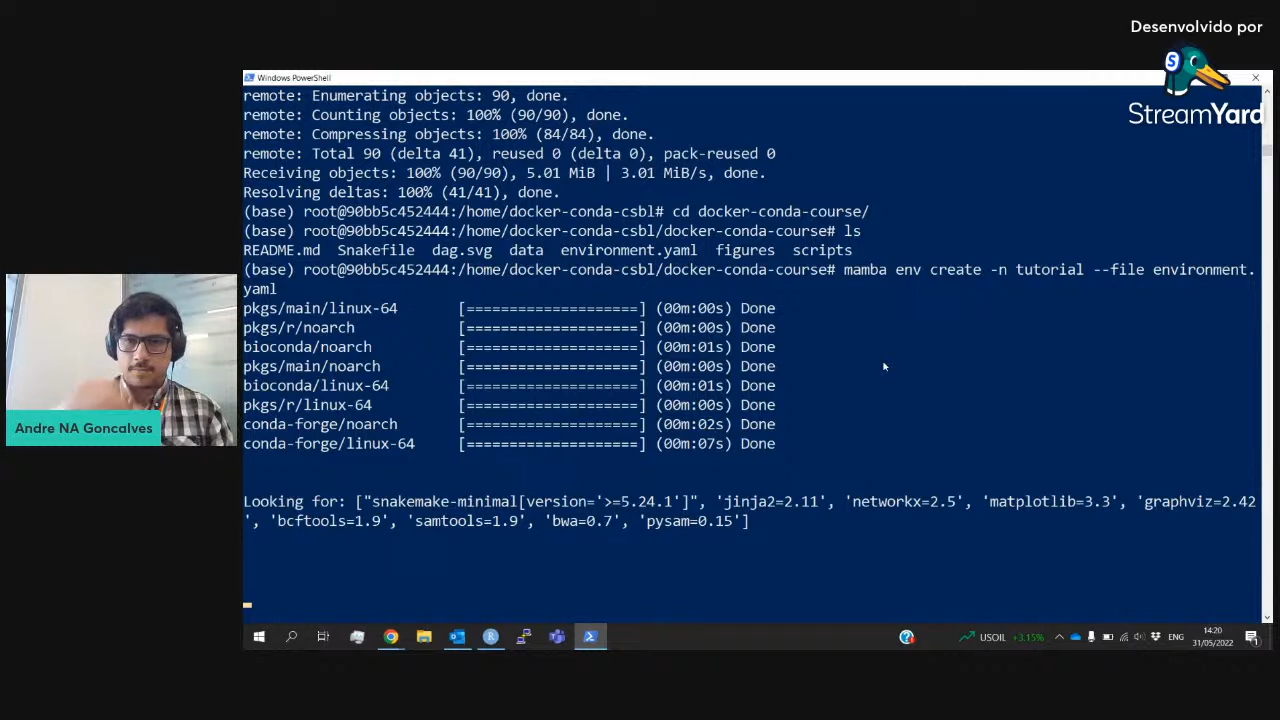 Desenvolvido por
StreamYard
Windows PowerShell
remote: Enumerating objects: 90, done.
remote: Counting objects: 100% (90/90), done.
remote: Compressing objects: 100% (84/84), done.
remote: Total 90 (delta 41), reused 0 (delta 0), pack-reused 0
Receiving objects: 100% (90/90), 5.01 MiB | 3.01 MiB/s, done.
Resolving deltas: 100% (41/41), done.
(base) root@90bb5c452444:/home/docker-conda-csbl# cd docker-conda-course/
(base) root@90bb5c452444:/home/docker-conda-csbl/docker-conda-course# ls
README.md  Snakefile  dag.svg  data  environment.yaml  figures  scripts
(base) root@90bb5c452444:/home/docker-conda-csbl/docker-conda-course# mamba env create -n tutorial --file environment.
yaml
pkgs/main/linux-64       [====================] (00m:00s) Done
pkgs/r/noarch            [====================] (00m:00s) Done
bioconda/noarch          [====================] (00m:01s) Done
pkgs/main/noarch         [====================] (00m:00s) Done
bioconda/linux-64        [====================] (00m:01s) Done
pkgs/r/linux-64          [====================] (00m:00s) Done
conda-forge/noarch       [====================] (00m:02s) Done
conda-forge/linux-64     [====================] (00m:07s) Done
Looking for: ["snakemake-minimal[version='>=5.24.1']", 'jinja2=2.11', 'networkx=2.5', 'matplotlib=3.3', 'graphviz=2.42
', 'bcftools=1.9', 'samtools=1.9', 'bwa=0.7', 'pysam=0.15']
Andre NA Goncalves
USOIL +3.15%
ENG
14:20
31/05/2022